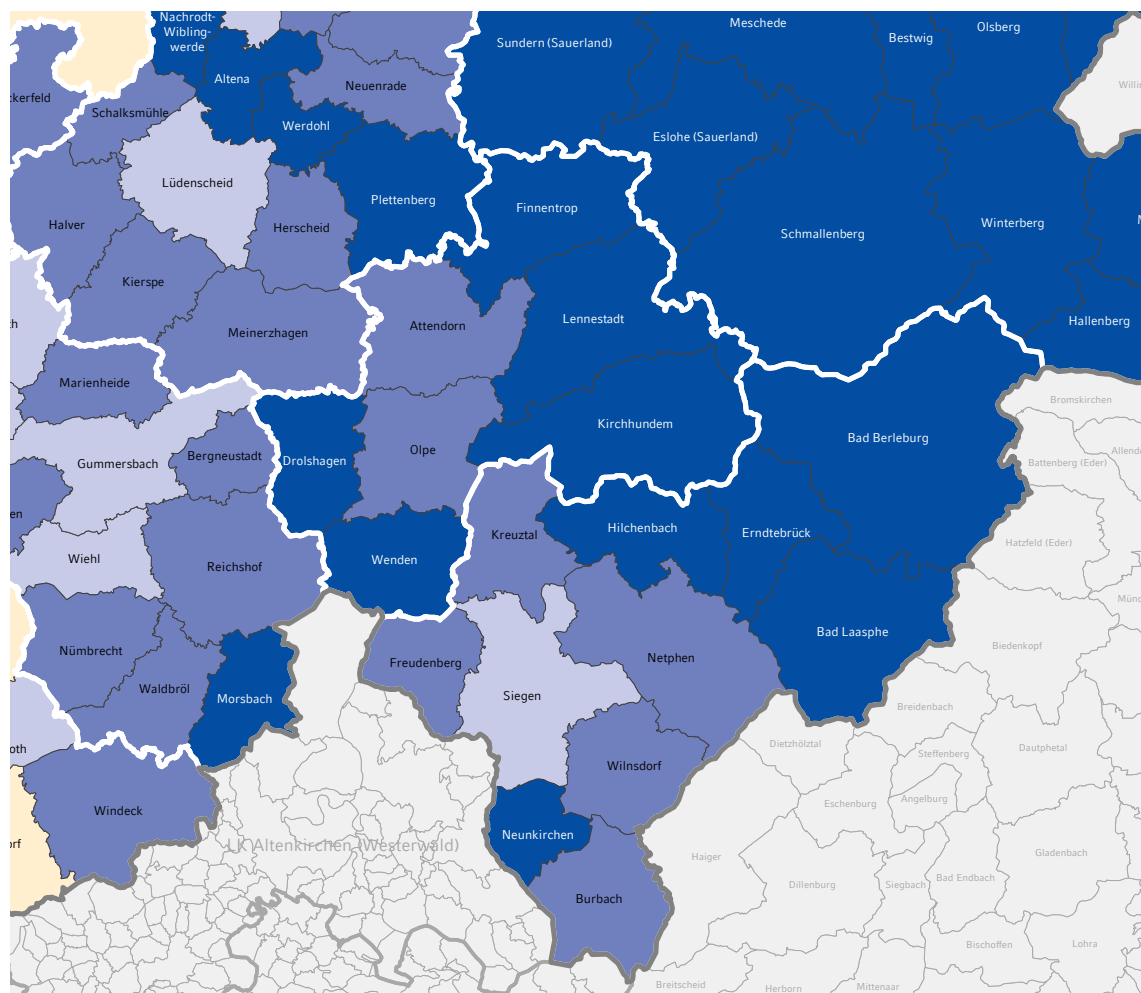 Nachrodt-
Wibling-
werde
Sundern (Sauerland)
Meschede
Bestwig
Olsberg
Altena
Neuenrade
ckerfeld
Schalksmühle
Werdohl
Eslohe (Sauerland)
Lüdenscheid
Plettenberg
Finnentrop
Halver
Herscheid
Schmallenberg
Winterberg
Kierspe
Meinerzhagen
Attendorn
Lennestadt
Hallenberg
Marienheide
Bromskirchen
Kirchhundem
Bad Berleburg
Gummersbach
Bergneustadt
Drolshagen
Olpe
Battenberg (Eder)
Hilchenbach
Erndtebrück
Kreuztal
Hatzfeld (Eder)
Wiehl
Reichshof
Wenden
Bad Laasphe
Biedenkopf
Nümbrecht
Freudenberg
Netphen
Waldbröl
Morsbach
Siegen
Breidenbach
Dietzhölztal
Steffenberg
Dautphetal
Wilnsdorf
Eschenburg
Angelburg
Windeck
Neunkirchen
LK Altenkirchen (Westerwald)
Haiger
Gladenbach
Dillenburg
Siegbach
Bad Endbach
Burbach
Bischoffen
Lohra
Breitscheid
Herborn
Mittenaar